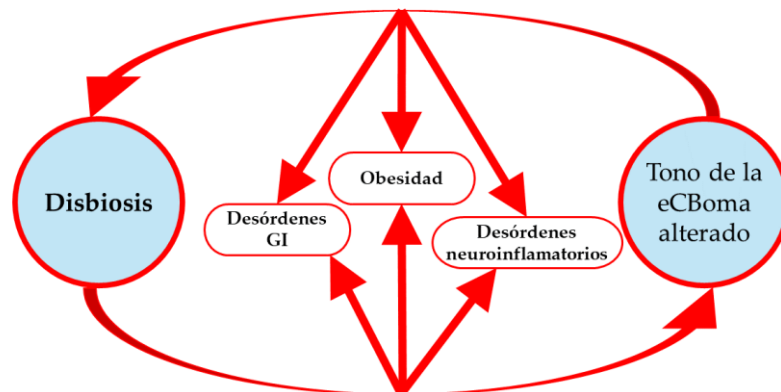 Disbiosis
Desórdenes
GI
Obesidad
Desórdenes
neuroinflamatorios
Tono de la
eCBoma
alterado